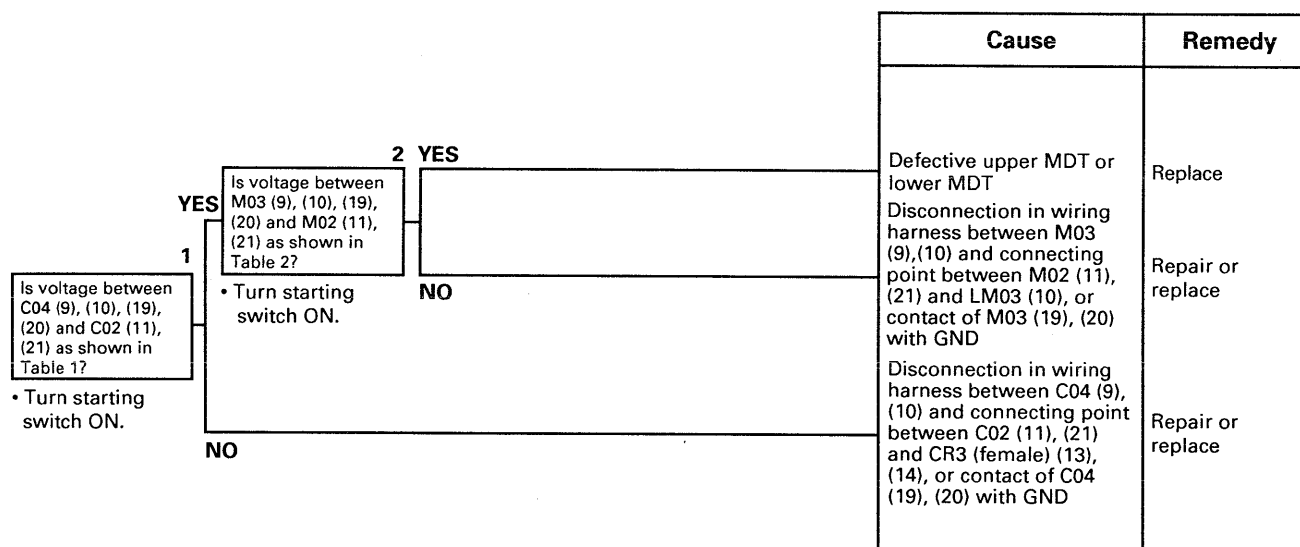 Cause
Remedy
2 YES
Is voltage between
M03 (9), (10), (19),
(20) and M02 (11),
(21) as shown in
Table 2?
• Turn starting
switch ON.
NO
YES
1
Is voltage between
C04 (9), (10), (19),
(20) and C02 (11),
(21) as shown in
Table 1?
• Turn starting
switch ON.
NO
Defective upper MDT or
lower MDT
Replace
Disconnection in wiring
harness between M03
(9),(10) and connecting
point between M02 (11),
(21) and LM03 (10), or
contact of M03 (19), (20)
with GND
Repair or
replace
Disconnection in wiring
harness between C04 (9),
(10) and connecting point
between C02 (11), (21)
and CR3 (female) (13),
(14), or contact of C04
(19), (20) with GND
Repair or
replace